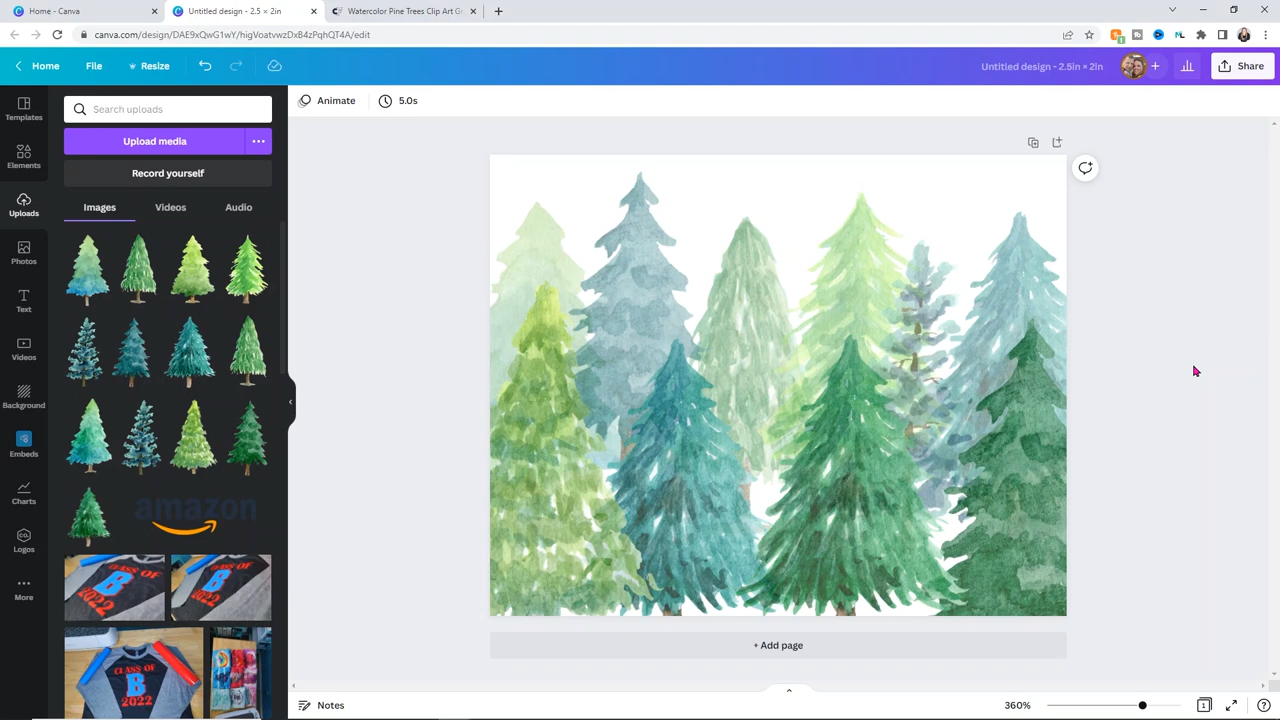 Home - Canva
Untitled design - 2.5 × 2in
Watercolor Pine Trees Clip Art Gr
canva.com/design/DAE9xQwG1wY/higVoatvwzDxB4zPqhQT4A/edit
Home
File
Resize
Untitled design - 2.5in × 2in
Share
Templates
Elements
Uploads
Photos
Text
Videos
Background
Embeds
Charts
Logos
More
Search uploads
Upload media
Record yourself
Images
Videos
Audio
amazon
CLASS OF
B
2022
CLASS OF
B
2022
CLASS OF
B
2022
Animate
5.0s
+ Add page
Notes
360%
1